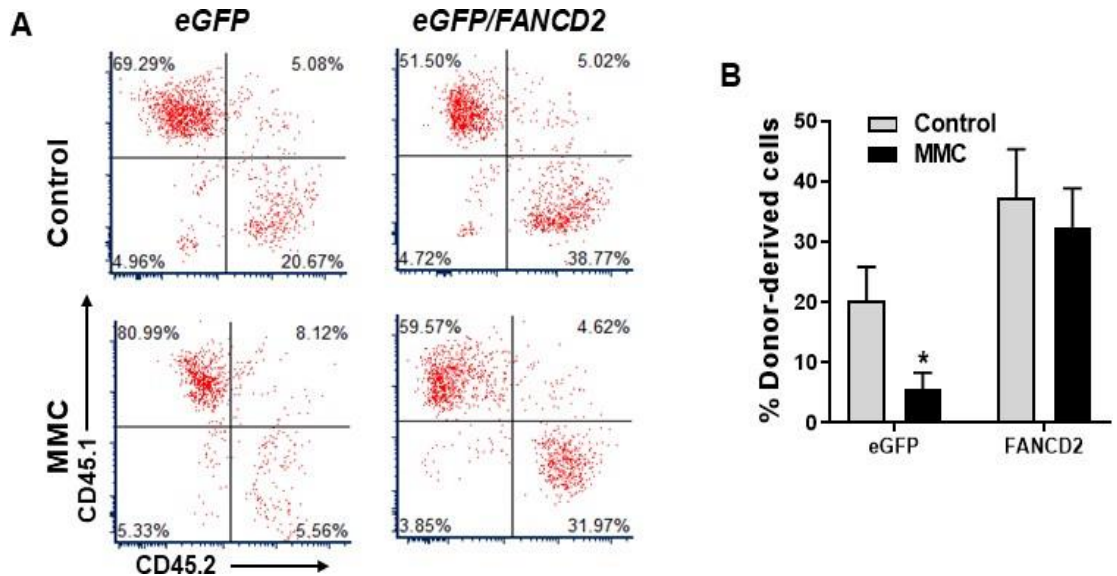 A
eGFP
eGFP/FANCD2
Control
69.29%
5.08%
4.96%
20.67%
51.50%
5.02%
4.72%
38.77%
MMC
80.99%
8.12%
5.33%
5.56%
59.57%
4.62%
3.85%
31.97%
CD45.1
CD45.2
B
Control
MMC
% Donor-derived cells
50
40
30
20
10
0
*
eGFP
FANCD2